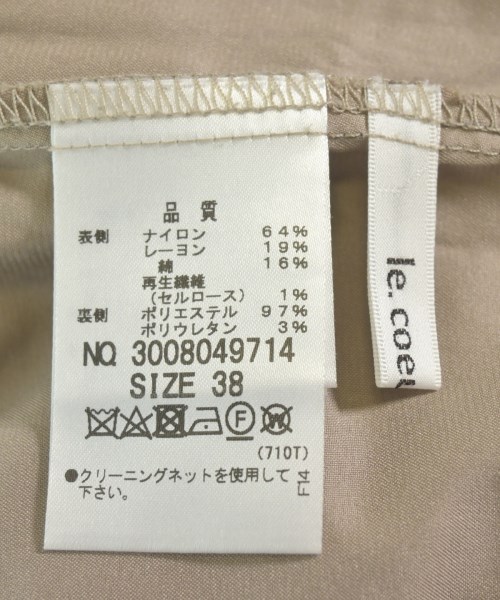 品 質
表側 ナイロン 64%
レーヨン 19%
綿 16%
再生繊維
(セルロース) 1%
裏側 ポリエステル 97%
ポリウレタン 3%
NO. 3008049714
SIZE 38
F W
(710T)
●クリーニングネットを使用して
下さい。
F14
le. coeu